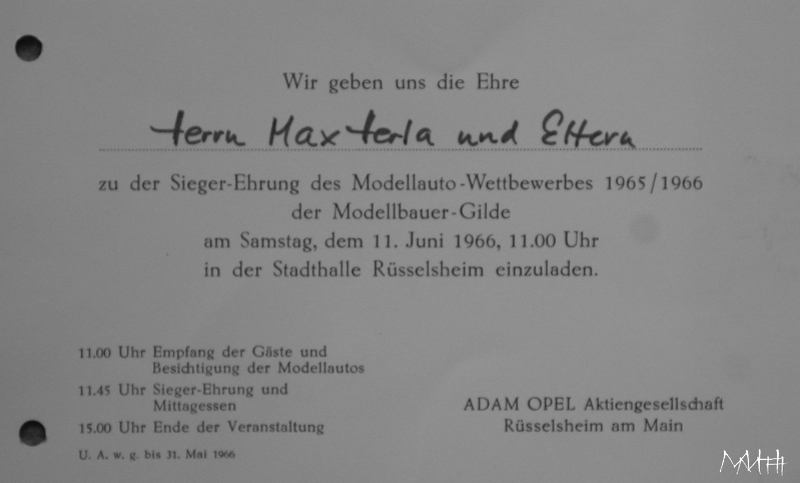 Wir geben uns die Ehre
Herrn Max Herla und Eltern
zu der Sieger-Ehrung des Modellauto-Wettbewerbes 1965/1966
der Modellbauer-Gilde
am Samstag, dem 11. Juni 1966, 11.00 Uhr
in der Stadthalle Rüsselsheim einzuladen.
11.00 Uhr Empfang der Gäste und
Besichtigung der Modellautos
11.45 Uhr Sieger-Ehrung und
Mittagessen
15.00 Uhr Ende der Veranstaltung
U. A. w. g. bis 31. Mai 1966
ADAM OPEL Aktiengesellschaft
Rüsselsheim am Main